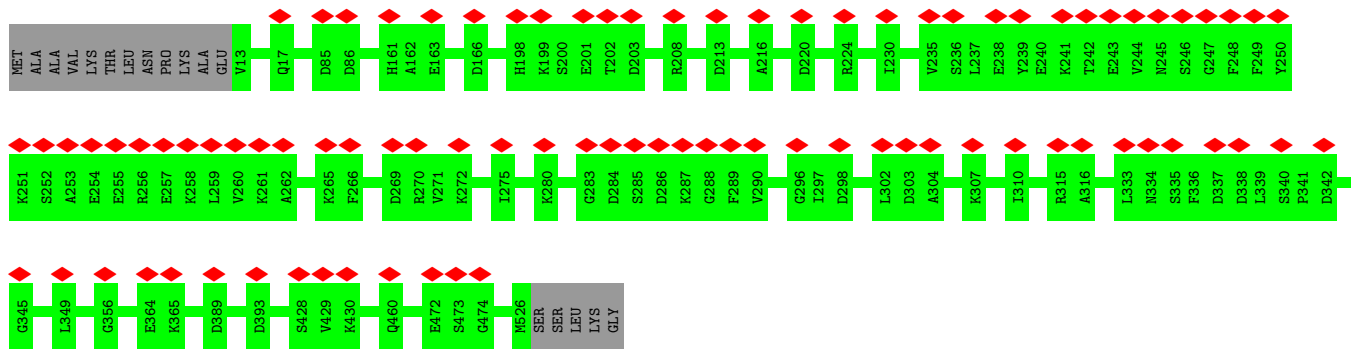 MET ALA ALA VAL LYS THR LEU ASN PRO LYS ALA GLU V13 Q17 D85 D86 H161 A162 E163 D166 H198 K199 S200 E201 T202 D203 R208 D213 A216 D220 R224 I230 V235 S236 L237 E238 Y239 E240 K241 T242 E243 V244 N245 S246 G247 F248 F249 Y250
K251 S252 A253 E254 E255 R256 E257 K258 L259 V260 K261 A262 K265 F266 D269 R270 V271 K272 I275 K280 G283 D284 S285 D286 K287 G288 F289 V290 G296 I297 D298 L302 D303 A304 K307 I310 R315 A316 L333 N334 S335 F336 D337 D338 L339 S340 P341 D342
G345 L349 G356 E364 K365 D389 D393 S428 V429 K430 Q460 E472 S473 G474 M526 SER SER LEU LYS GLY